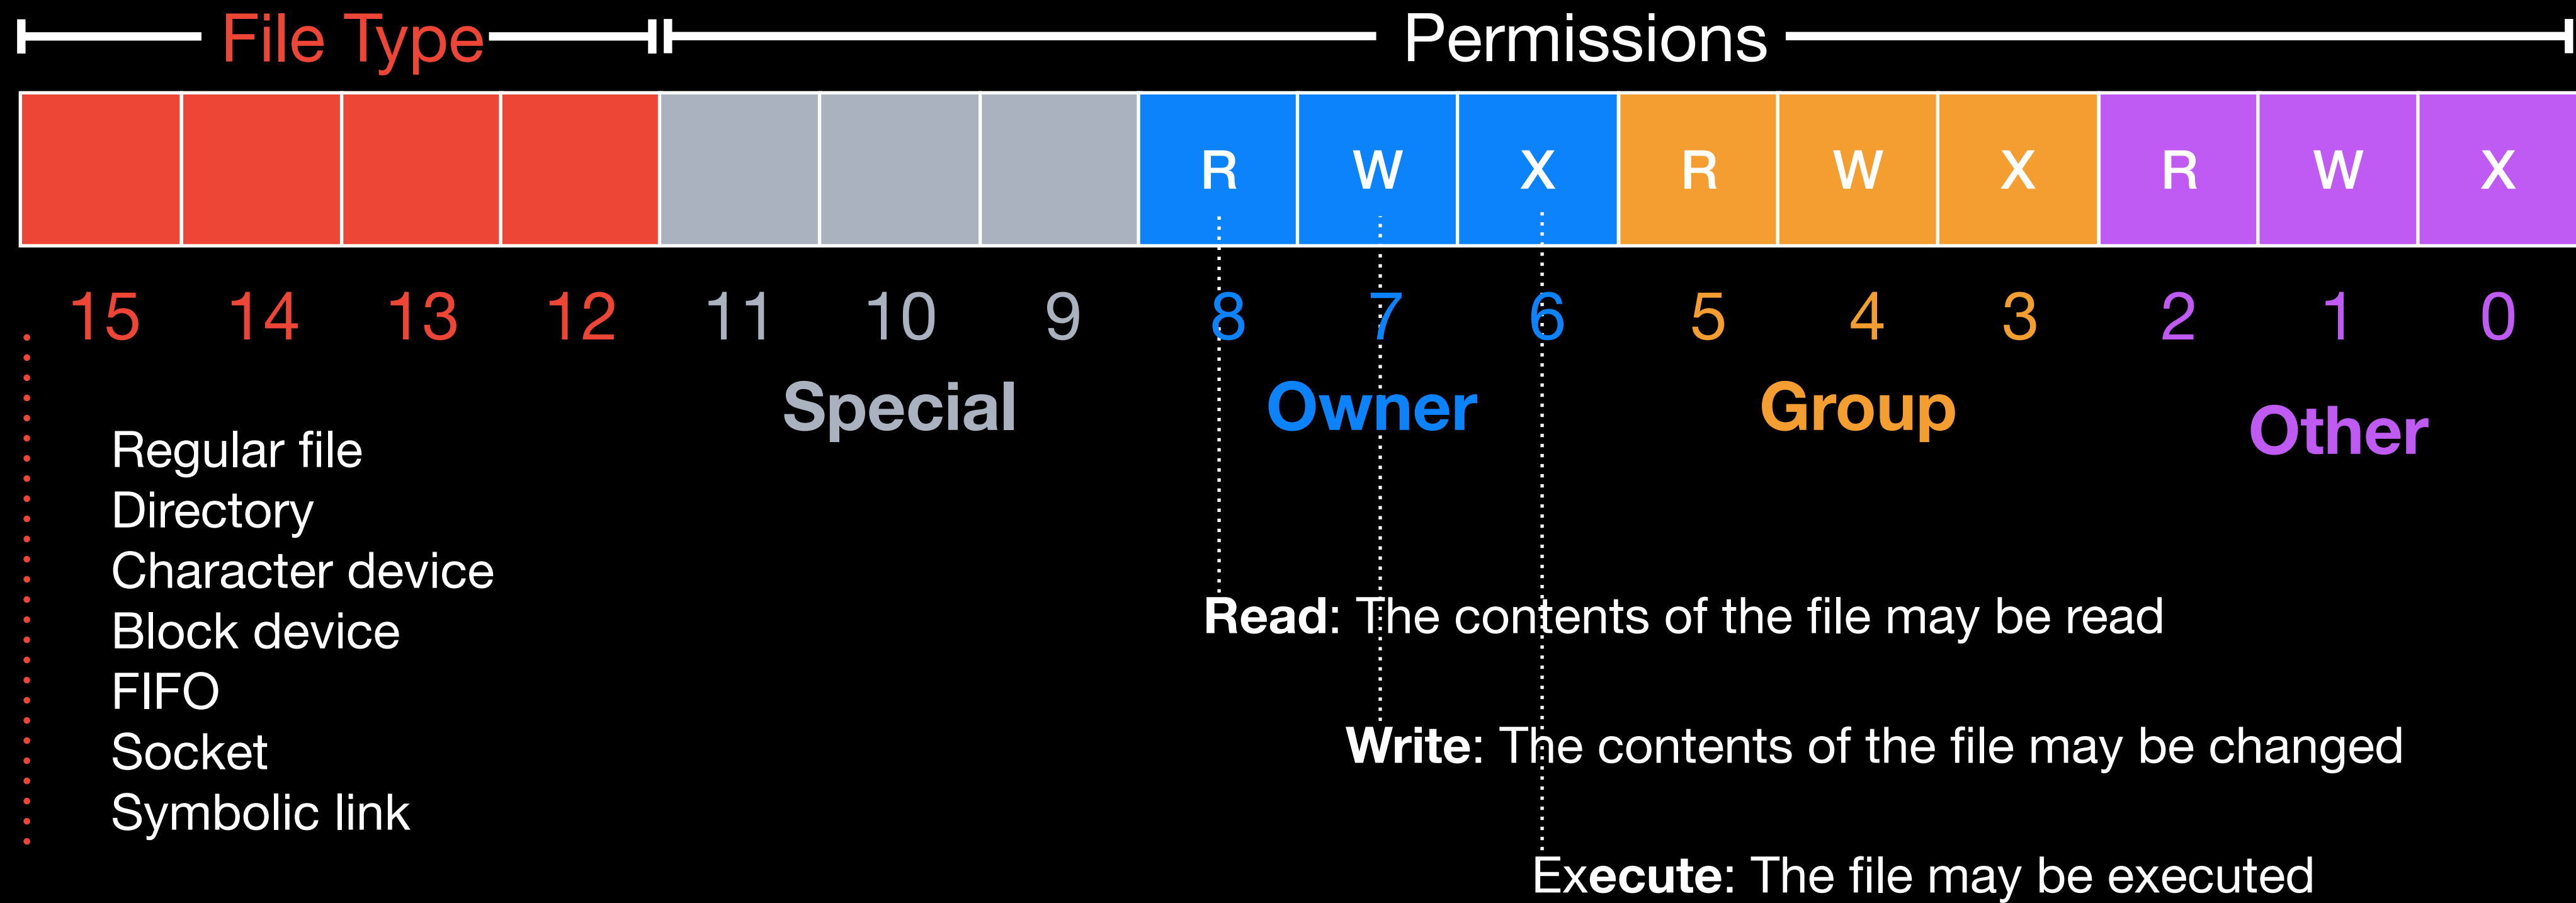 File Type Permissions
R W X R W X R W X
15 14 13 12 11 10 9 8 7 6 5 4 3 2 1 0
Special Owner Group Other
Regular file
Directory
Character device
Block device
FIFO
Socket
Symbolic link
Read: The contents of the file may be read
Write: The contents of the file may be changed
Execute: The file may be executed